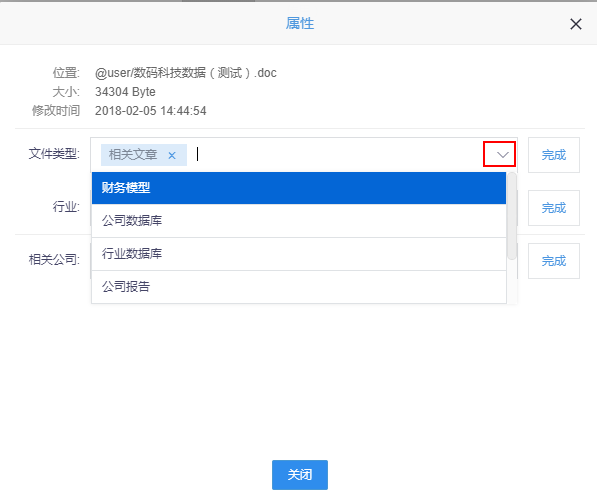 属性
位置: @user/数码科技数据（测试）.doc
大小: 34304 Byte
修改时间 2018-02-05 14:44:54
文件类型: 相关文章 × 完成
财务模型
行业: 完成
公司数据库
行业数据库
相关公司: 完成
公司报告
关闭